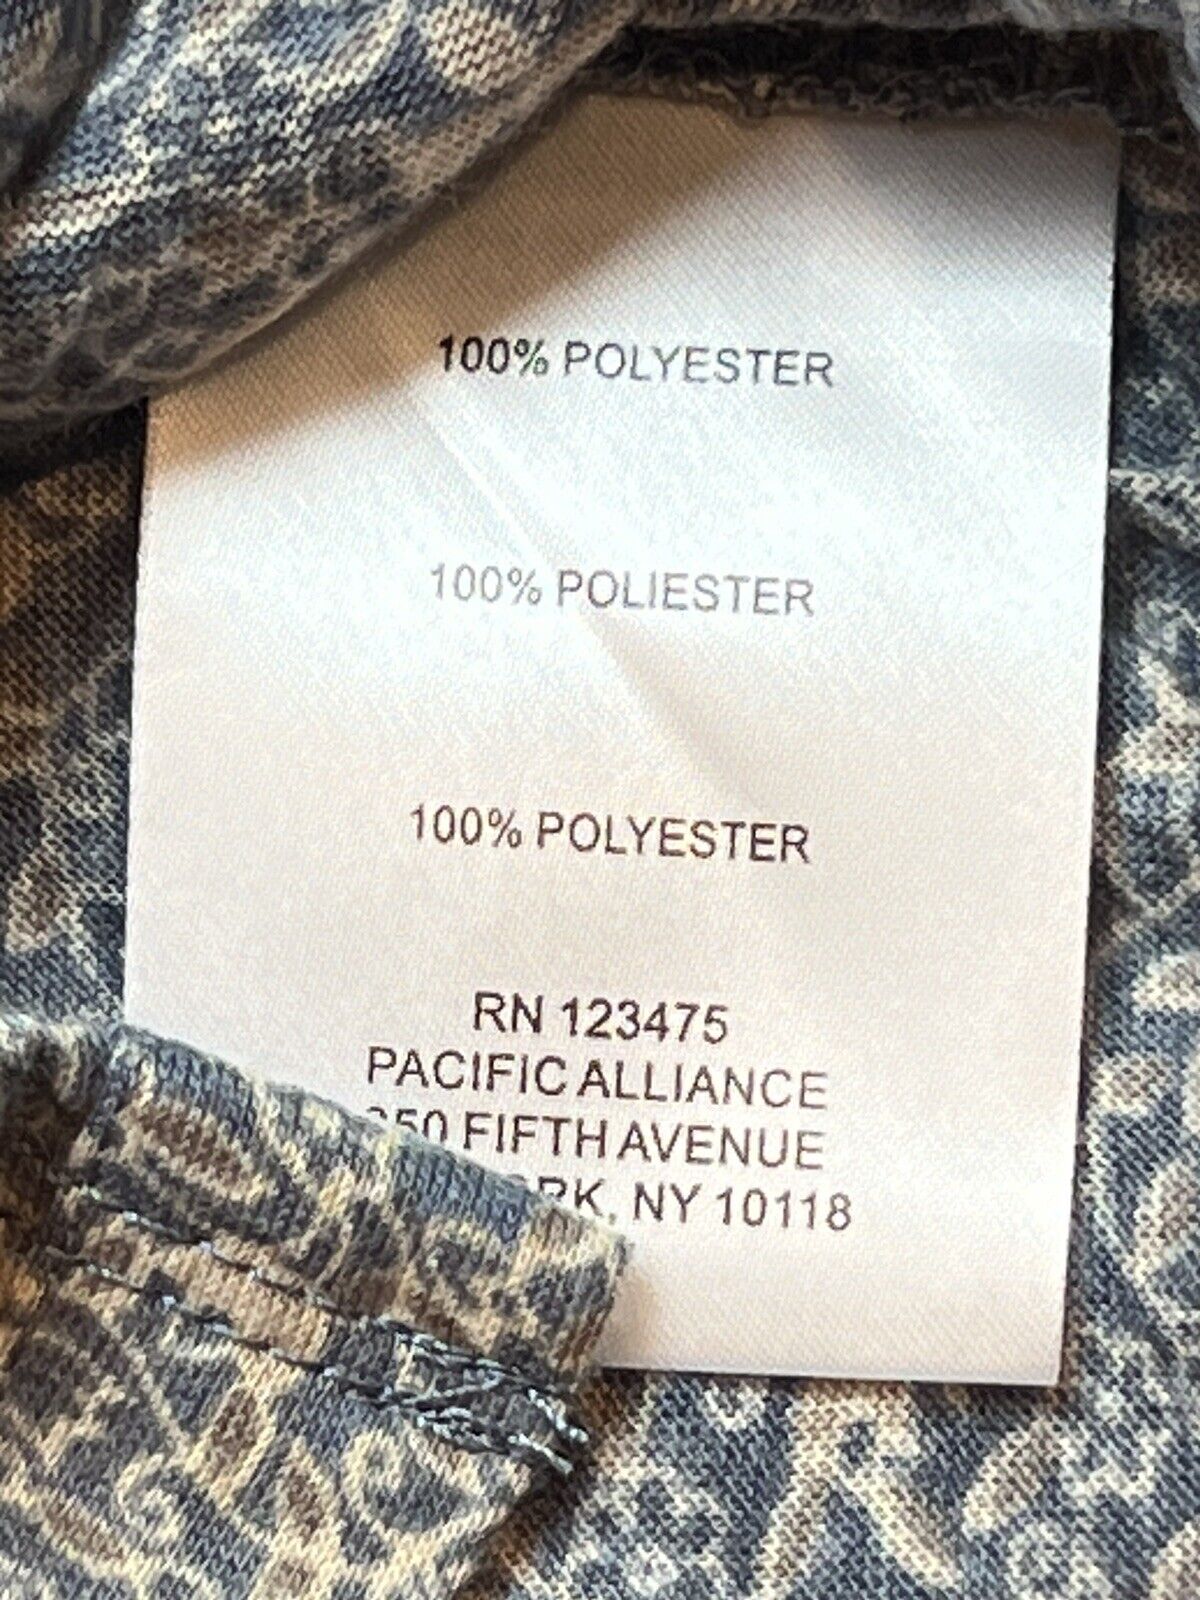 100% POLYESTER
100% POLIESTER
100% POLYESTER
RN 123475
PACIFIC ALLIANCE
FIFTH AVENUE
NY 10118